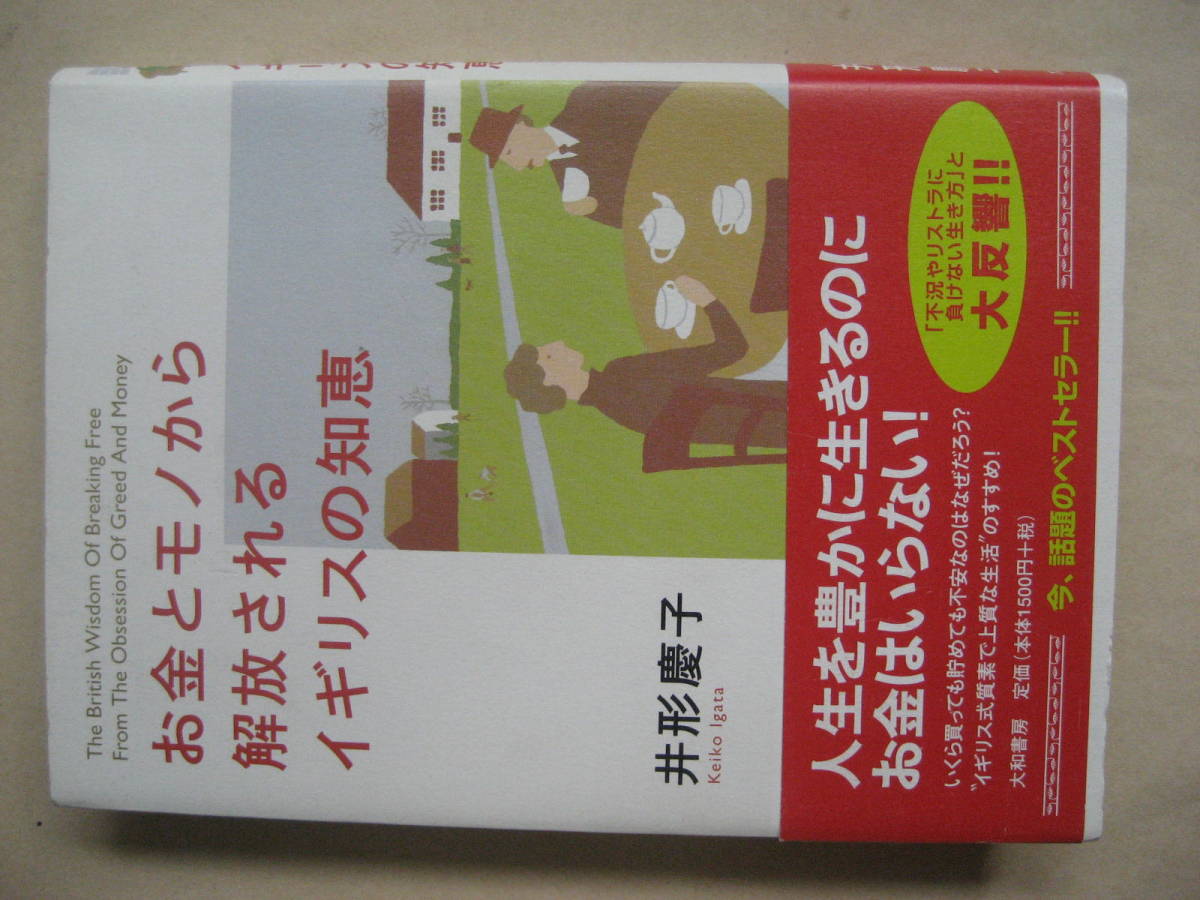 The British Wisdom Of Breaking Free
From The Obsession Of Greed And Money
お金とモノから
解放される
イギリスの知恵
井形慶子
Keiko Igata
人生を豊かに生きるのに
お金はいらない!
「不況やリストラに
負けない生き方」と
大反響!!
いくら買っても貯めても不安なのはなぜだろう?
"イギリス式質素で上質な生活"のすすめ!
大和書房 定価(本体1500円+税)
今、話題のベストセラー!!